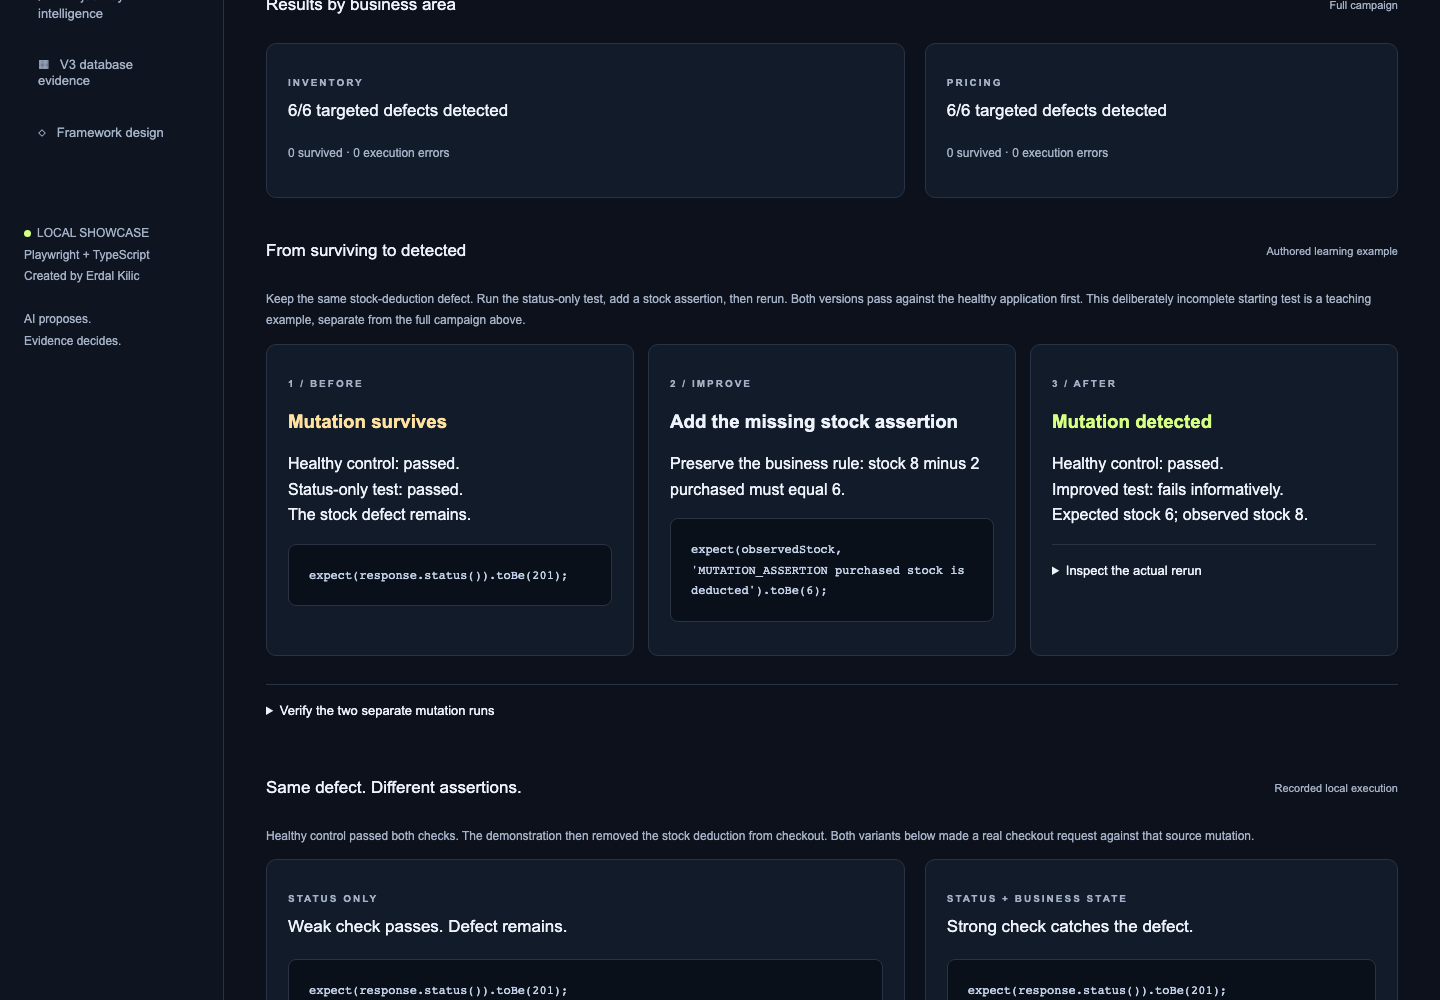 intelligence
V3 database
evidence
Framework design
LOCAL SHOWCASE
Playwright + TypeScript
Created by Erdal Kilic
AI proposes.
Evidence decides.
Results by business area
Full campaign
INVENTORY
6/6 targeted defects detected
0 survived · 0 execution errors
PRICING
6/6 targeted defects detected
0 survived · 0 execution errors
From surviving to detected
Authored learning example
Keep the same stock-deduction defect. Run the status-only test, add a stock assertion, then rerun. Both versions pass against the healthy application first. This deliberately incomplete starting test is a teaching
example, separate from the full campaign above.
1 / BEFORE
Mutation survives
Healthy control: passed.
Status-only test: passed.
The stock defect remains.
expect(response.status()).toBe(201);
2 / IMPROVE
Add the missing stock assertion
Preserve the business rule: stock 8 minus 2
purchased must equal 6.
expect(observedStock,
'MUTATION_ASSERTION purchased stock is
deducted').toBe(6);
3 / AFTER
Mutation detected
Healthy control: passed.
Improved test: fails informatively.
Expected stock 6; observed stock 8.
Inspect the actual rerun
Verify the two separate mutation runs
Same defect. Different assertions.
Recorded local execution
Healthy control passed both checks. The demonstration then removed the stock deduction from checkout. Both variants below made a real checkout request against that source mutation.
STATUS ONLY
Weak check passes. Defect remains.
expect(response.status()).toBe(201);
STATUS + BUSINESS STATE
Strong check catches the defect.
expect(response.status()).toBe(201);